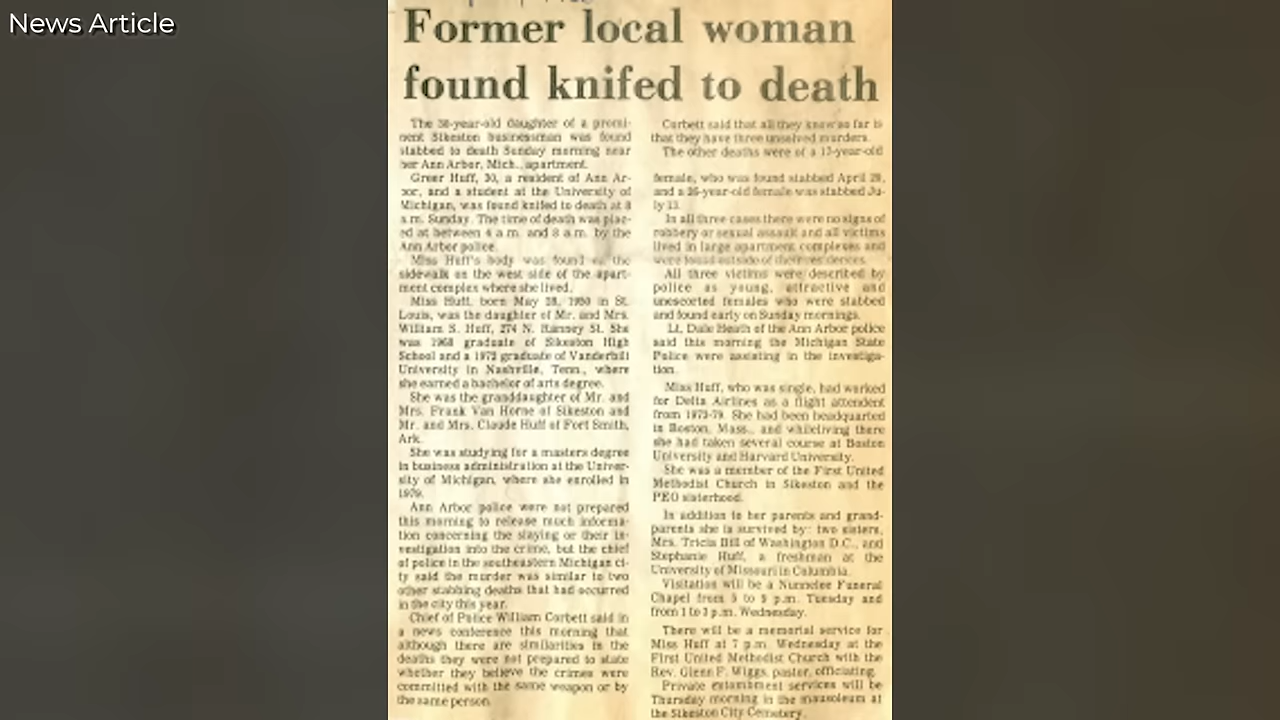 News Article
Former local woman
found knifed to death
The 30-year-old daughter of a promi-
nent Sikeston businessman was found
stabbed to death Sunday morning near
her Ann Arbor, Mich., apartment.
Greer Huff, 30, a resident of Ann Ar-
bor, and a student at the University of
Michigan, was found knifed to death at 8
a.m. Sunday. The time of death was plac-
ed at between 4 a.m. and 8 a.m. by the
Ann Arbor police.
Miss Huff's body was found on the
sidewalk on the west side of the apart-
ment complex where she lived.
Miss Huff, born May 28, 1950 in St.
Louis, was the daughter of Mr. and Mrs.
William S. Huff, 274 N. Ranney St. She
was 1968 graduate of Sikeston High
School and a 1972 graduate of Vanderbilt
University in Nashville, Tenn., where
she earned a bachelor of arts degree.
She was the granddaughter of Mr. and
Mrs. Frank Van Horne of Sikeston and
Mr. and Mrs. Claude Huff of Fort Smith,
Ark.
She was studying for a masters degree
in business administration at the Univer-
sity of Michigan, where she enrolled in
1979.
Ann Arbor police were not prepared
this morning to release much informa-
tion concerning the slaying or their in-
vestigation into the crime, but the chief
of police in the southeastern Michigan ci-
ty said the murder was similar to two
other stabbing deaths that had occurred
in the city this year.
Chief of Police William Corbett said in
a news conference this morning that
although there are similarities in the
deaths they were not prepared to state
whether they believe the crimes were
committed with the same weapon or by
the same person.
Corbett said that all they know so far is
that they have three unsolved murders.
The other deaths were of a 17-year-old
female, who was found stabbed April 20,
and a 26-year-old female was stabbed Ju-
ly 13.
In all three cases there were no signs of
robbery or sexual assault and all victims
lived in large apartment complexes and
were found outside of their residences.
All three victims were described by
police as young, attractive and
unescorted females who were stabbed
and found early on Sunday mornings.
Lt. Dale Heath of the Ann Arbor police
said this morning the Michigan State
Police were assisting in the investiga-
tion.
Miss Huff, who was single, had worked
for Delta Airlines as a flight attendent
from 1973-79. She had been headquarted
in Boston, Mass., and whileliving there
she had taken several course at Boston
University and Harvard University.
She was a member of the First United
Methodist Church in Sikeston and the
PEO sisterhood.
In addition to her parents and grand-
parents she is survived by: two sisters,
Mrs. Tricia Bill of Washington D.C., and
Stephanie Huff, a freshman at the
University of Missouri in Columbia.
Visitation will be a Nunnelee Funeral
Chapel from 5 to 9 p.m. Tuesday and
from 1 to 3 p.m. Wednesday.
There will be a memorial service for
Miss Huff at 7 p.m. Wednesday at the
First United Methodist Church with the
Rev. Glenn F. Wiggs, pastor, officiating.
Private entombment services will be
Thursday morning in the mausoleum at
the Sikeston City Cemetery.